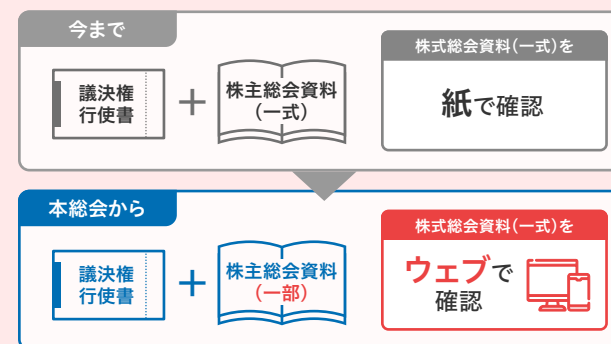 今まで
議決権
行使書
+
株主総会資料
(一式)
株式総会資料(一式)を
紙で確認
本総会から
議決権
行使書
+
株主総会資料
(一部)
株式総会資料(一式)を
ウェブで
確認